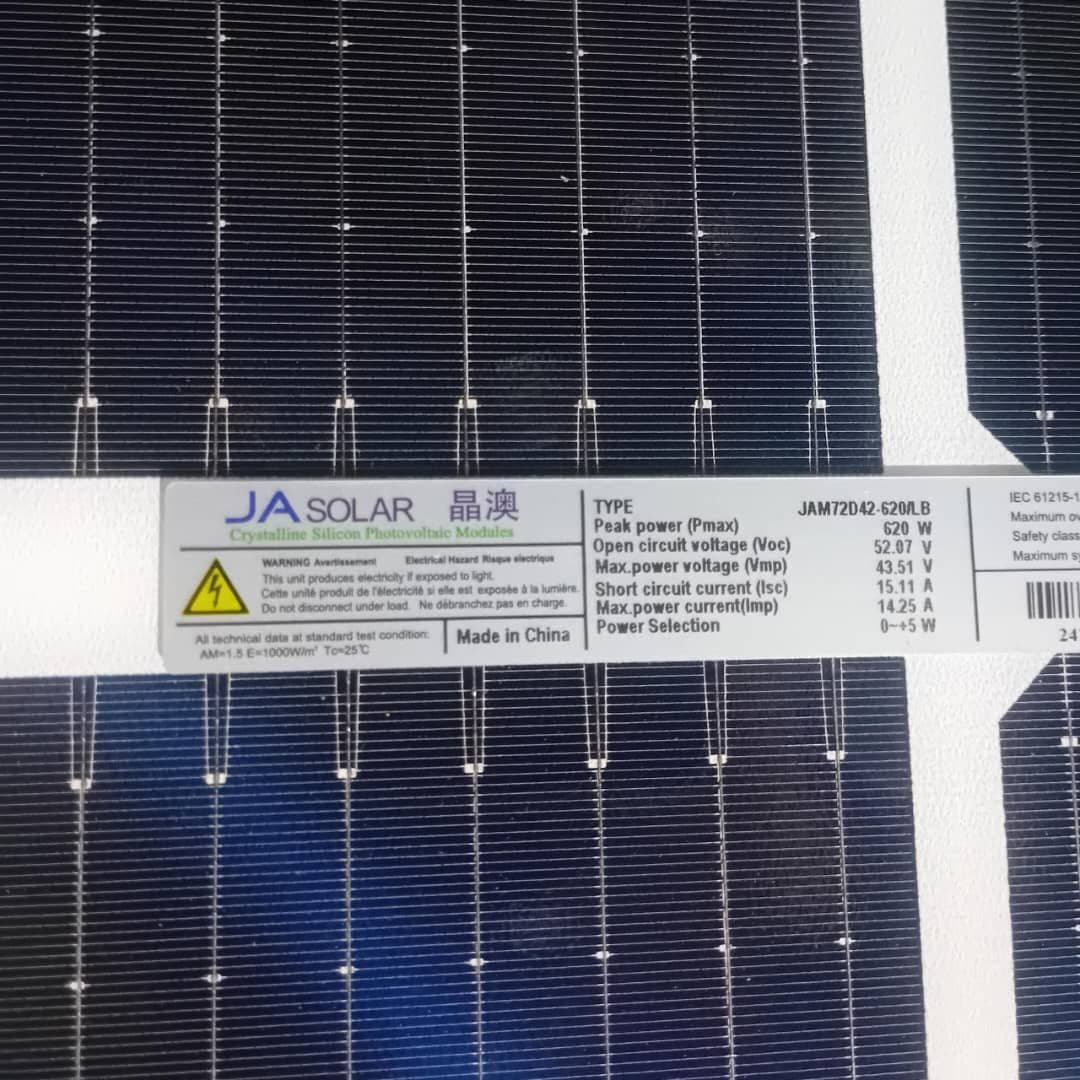 JA SOLAR 晶澳
Crystalline Silicon Photovoltaic Modules
WARNING Avertissement Electrical Hazard Risque electrique
This unit produces electricity if exposed to light.
Cette unité produit de l'électricité si elle est exposée à la lumière.
Do not disconnect under load. Ne débranchez pas en charge.
All technical data at standard test condition:
AM=1.5 E=1000W/m² Tc=25℃
Made in China
TYPE JAM72D42-620/LB
Peak power (Pmax) 620 W
Open circuit voltage (Voc) 52.07 V
Max.power voltage (Vmp) 43.51 V
Short circuit current (Isc) 15.11 A
Max.power current(Imp) 14.25 A
Power Selection 0~+5 W
IEC 61215-1
Maximum
Safety class
Maximum
24